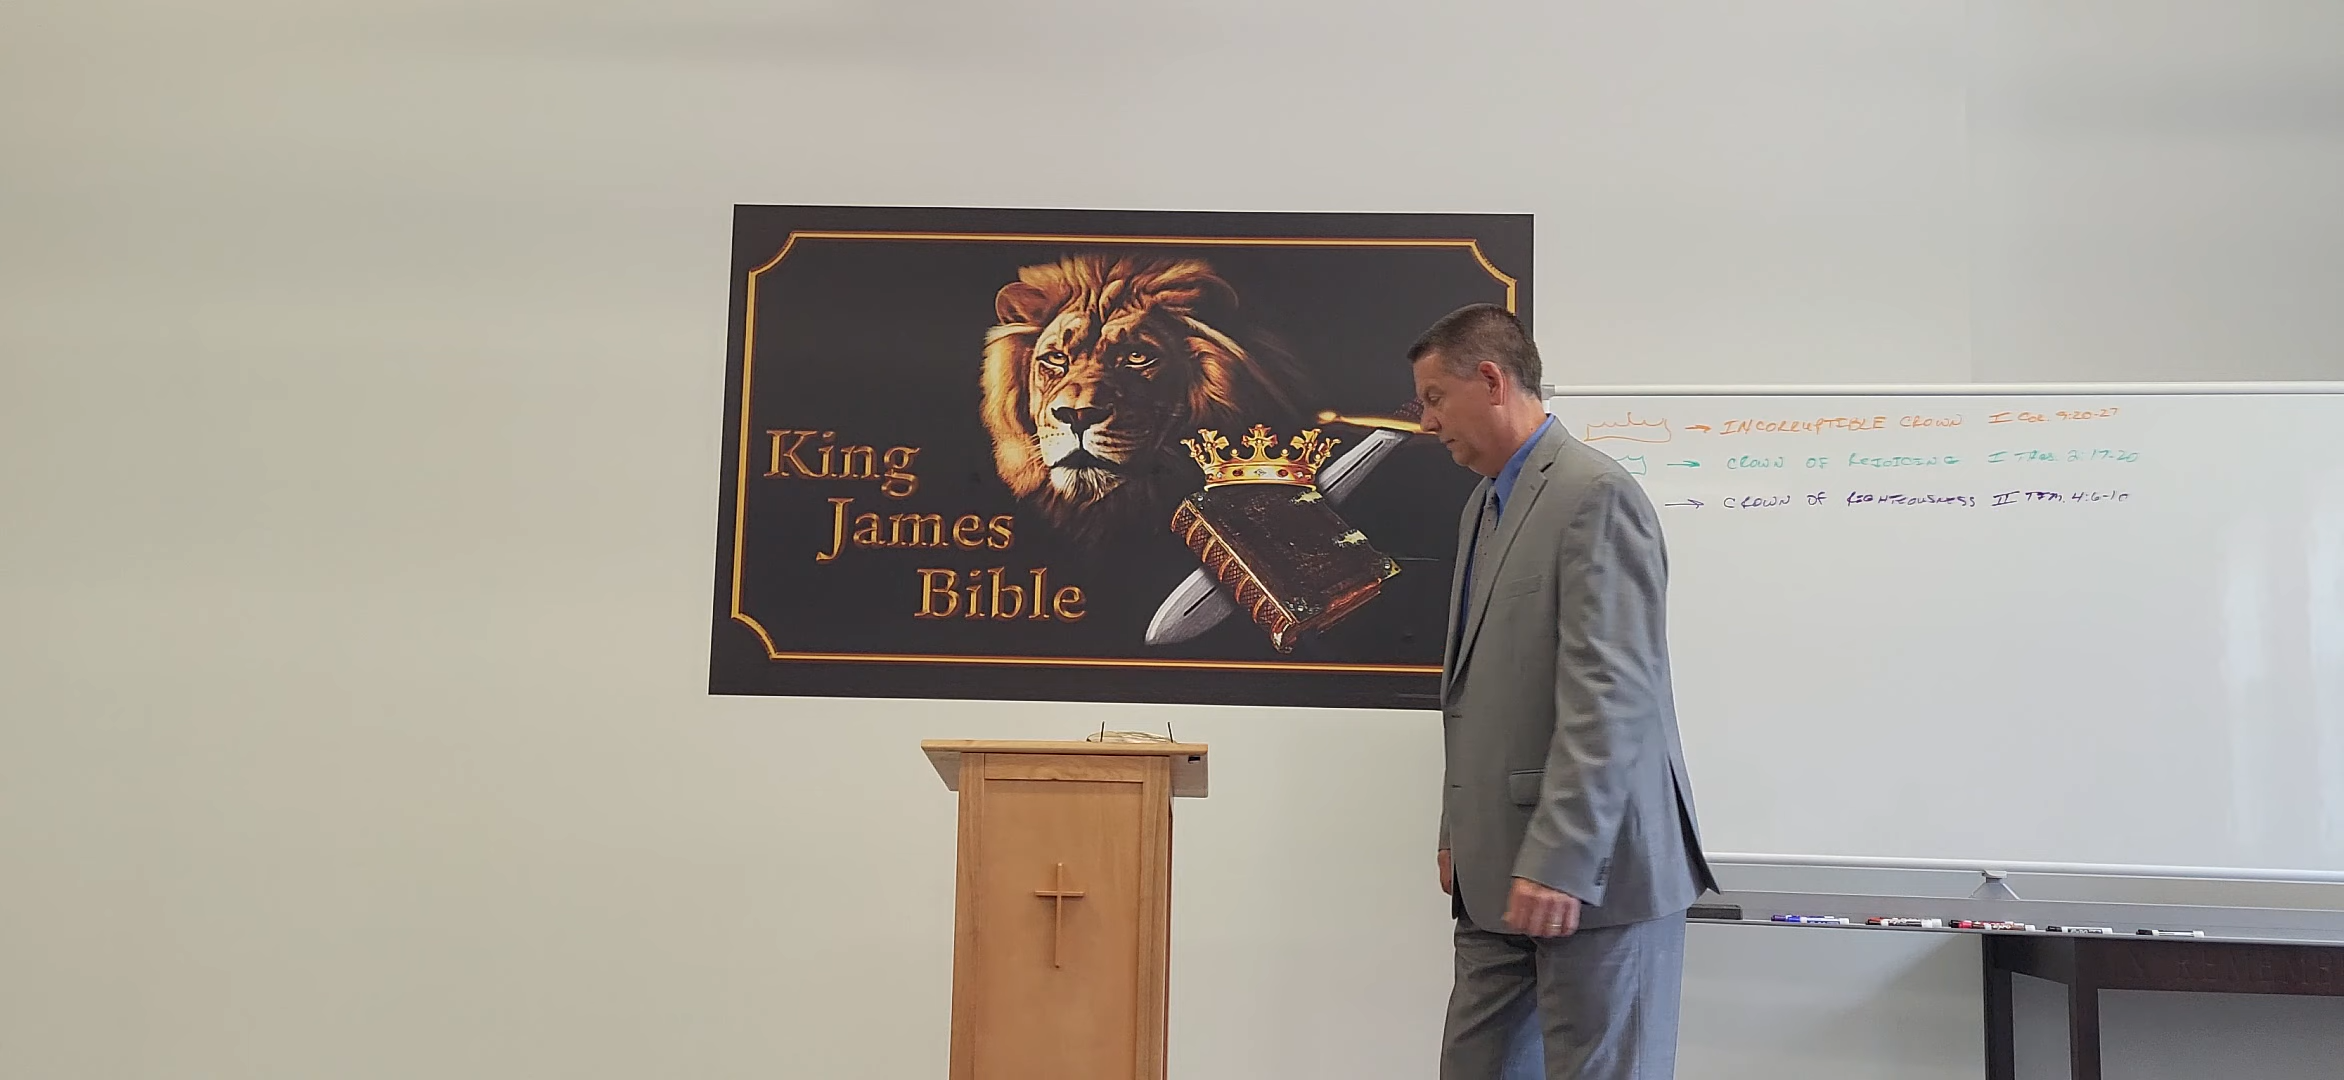 King
James
Bible
July → INCORRUPTIBLE CROWN I COR. 9:20-27
y → CROWN OF REJOICING I THES. 2:17-20
→ CROWN OF RIGHTEOUSNESS II TIM. 4:6-10